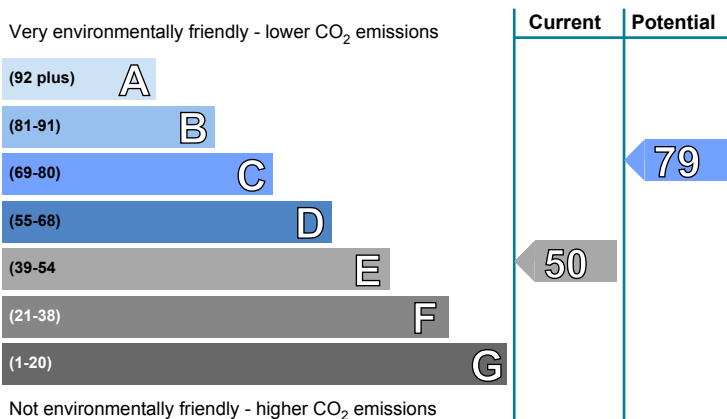 Current Potential
Very environmentally friendly - lower CO2 emissions
(92 plus) A
(81-91) B
(69-80) C 79
(55-68) D
(39-54 E 50
(21-38) F
(1-20) G
Not environmentally friendly - higher CO2 emissions